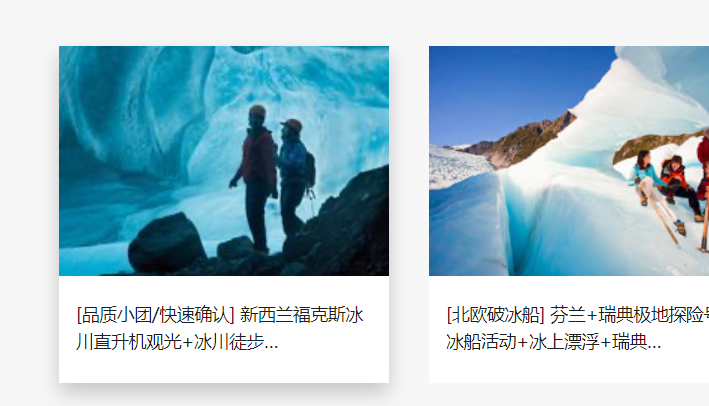 [品质小团/快速确认] 新西兰福克斯冰
川直升机观光+冰川徒步...
[北欧破冰船] 芬兰+瑞典极地探险
冰船活动+冰上漂浮+瑞典...